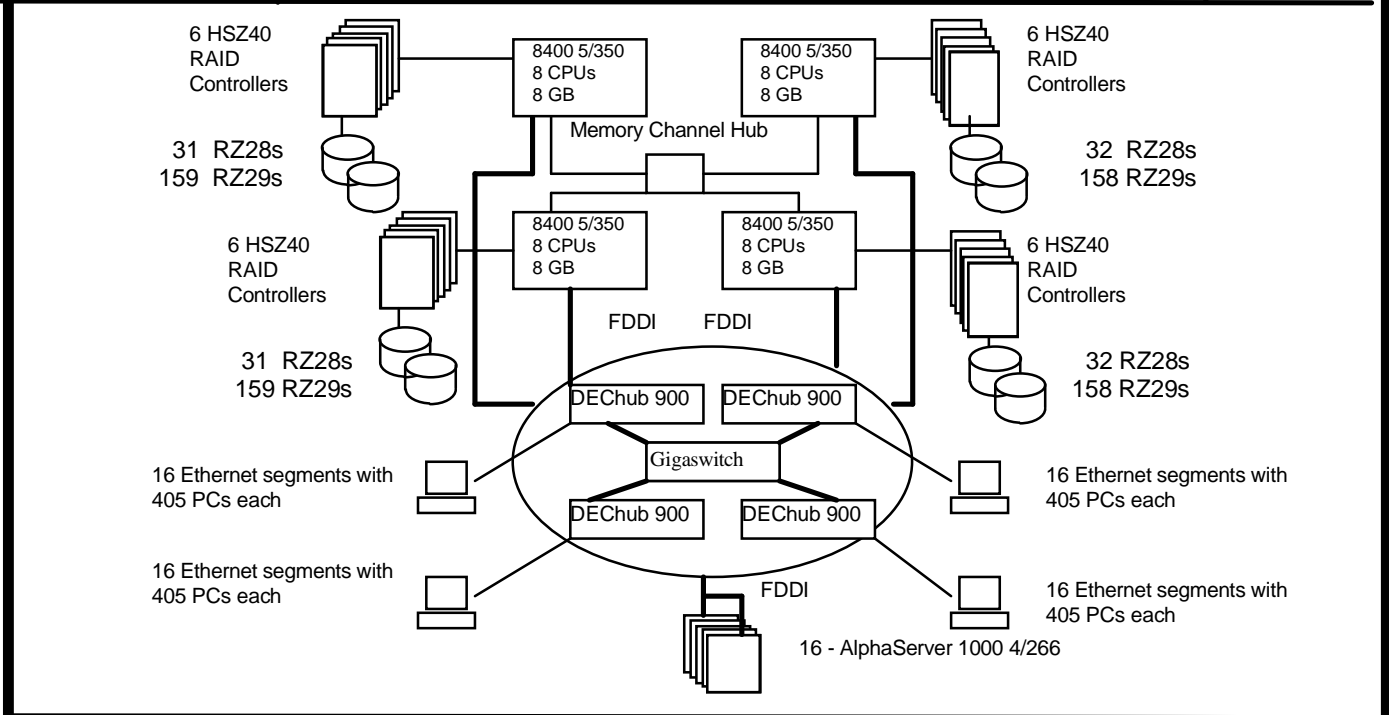 6 HSZ40
RAID
Controllers
8400 5/350
8 CPUs
8 GB
8400 5/350
8 CPUs
8 GB
6 HSZ40
RAID
Controllers
Memory Channel Hub
31 RZ28s
159 RZ29s
32 RZ28s
158 RZ29s
6 HSZ40
RAID
Controllers
8400 5/350
8 CPUs
8 GB
8400 5/350
8 CPUs
8 GB
6 HSZ40
RAID
Controllers
FDDI
FDDI
31 RZ28s
159 RZ29s
32 RZ28s
158 RZ29s
DEChub 900
DEChub 900
Gigaswitch
16 Ethernet segments with
405 PCs each
16 Ethernet segments with
405 PCs each
DEChub 900
DEChub 900
16 Ethernet segments with
405 PCs each
FDDI
16 Ethernet segments with
405 PCs each
16 - AlphaServer 1000 4/266